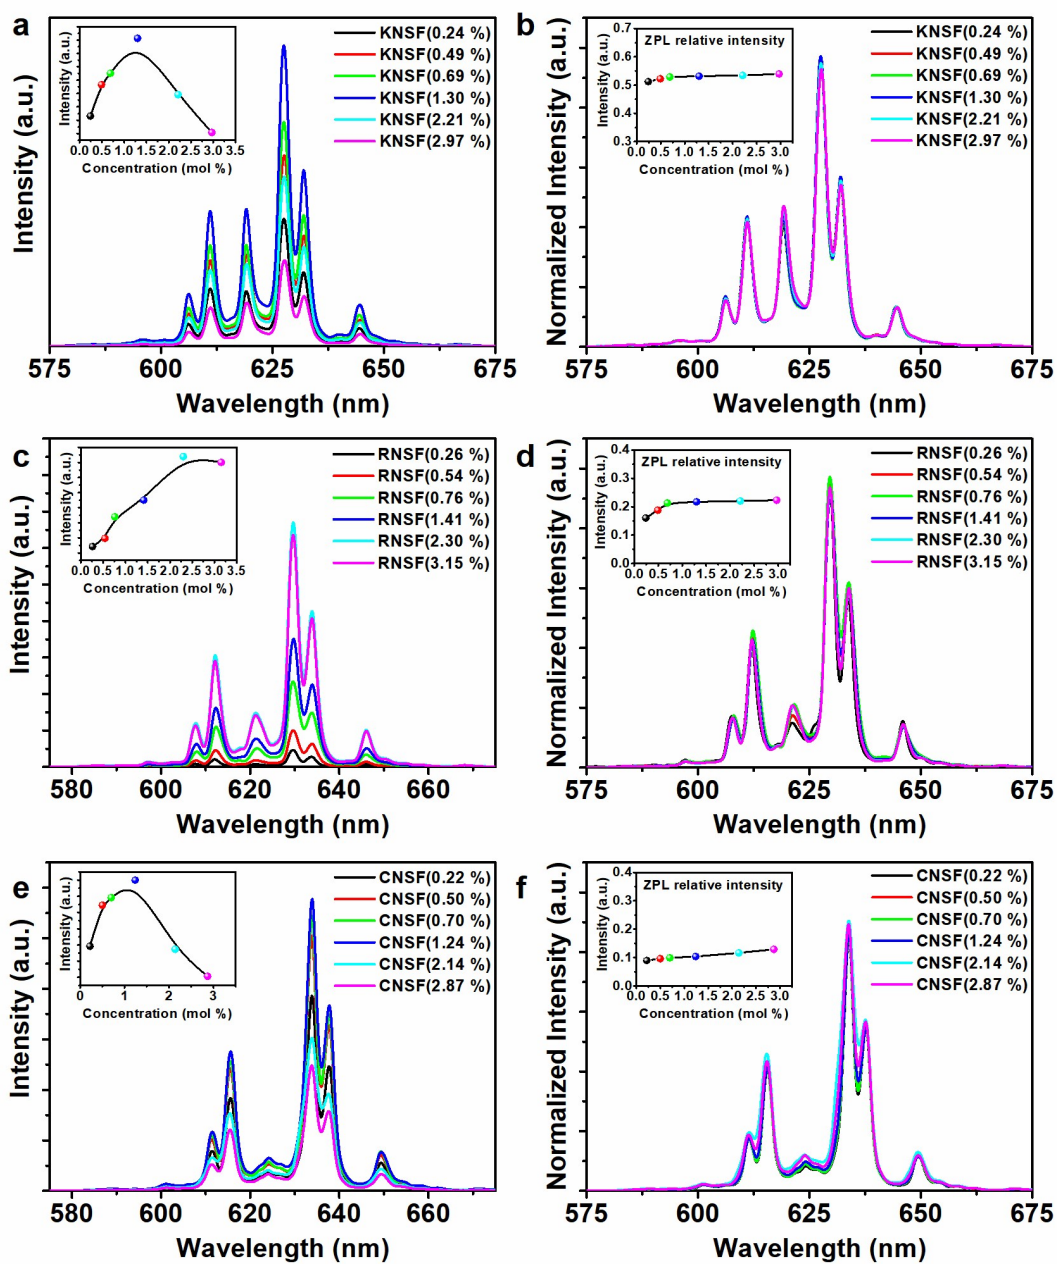 a
Intensity (a.u.)
Wavelength (nm)
575 600 625 650 675
KNSF(0.24 %)
KNSF(0.49 %)
KNSF(0.69 %)
KNSF(1.30 %)
KNSF(2.21 %)
KNSF(2.97 %)
Intensity (a.u.)
0.0 0.5 1.0 1.5 2.0 2.5 3.0 3.5
Concentration (mol %)
b
Normalized Intensity (a.u.)
Wavelength (nm)
575 600 625 650 675
KNSF(0.24 %)
KNSF(0.49 %)
KNSF(0.69 %)
KNSF(1.30 %)
KNSF(2.21 %)
KNSF(2.97 %)
ZPL relative intensity
Intensity (a.u.)
0.7
0.6
0.5
0.4
0.3
0.0 0.5 1.0 1.5 2.0 2.5 3.0
Concentration (mol %)
c
Intensity (a.u.)
Wavelength (nm)
580 600 620 640 660
RNSF(0.26 %)
RNSF(0.54 %)
RNSF(0.76 %)
RNSF(1.41 %)
RNSF(2.30 %)
RNSF(3.15 %)
Intensity (a.u.)
0.0 0.5 1.0 1.5 2.0 2.5 3.0 3.5
Concentration (mol %)
d
Normalized Intensity (a.u.)
Wavelength (nm)
575 600 625 650 675
RNSF(0.26 %)
RNSF(0.54 %)
RNSF(0.76 %)
RNSF(1.41 %)
RNSF(2.30 %)
RNSF(3.15 %)
ZPL relative intensity
Intensity (a.u.)
0.4
0.3
0.2
0.1
0.0
0.0 0.5 1.0 1.5 2.0 2.5 3.0
Concentration (mol %)
e
Intensity (a.u.)
Wavelength (nm)
580 600 620 640 660
CNSF(0.22 %)
CNSF(0.50 %)
CNSF(0.70 %)
CNSF(1.24 %)
CNSF(2.14 %)
CNSF(2.87 %)
Intensity (a.u.)
0 1 2 3
Concentration (mol %)
f
Normalized Intensity (a.u.)
Wavelength (nm)
575 600 625 650 675
CNSF(0.22 %)
CNSF(0.50 %)
CNSF(0.70 %)
CNSF(1.24 %)
CNSF(2.14 %)
CNSF(2.87 %)
ZPL relative intensity
Intensity (a.u.)
0.4
0.3
0.2
0.1
0.0
0.0 0.5 1.0 1.5 2.0 2.5 3.0
Concentration (mol %)